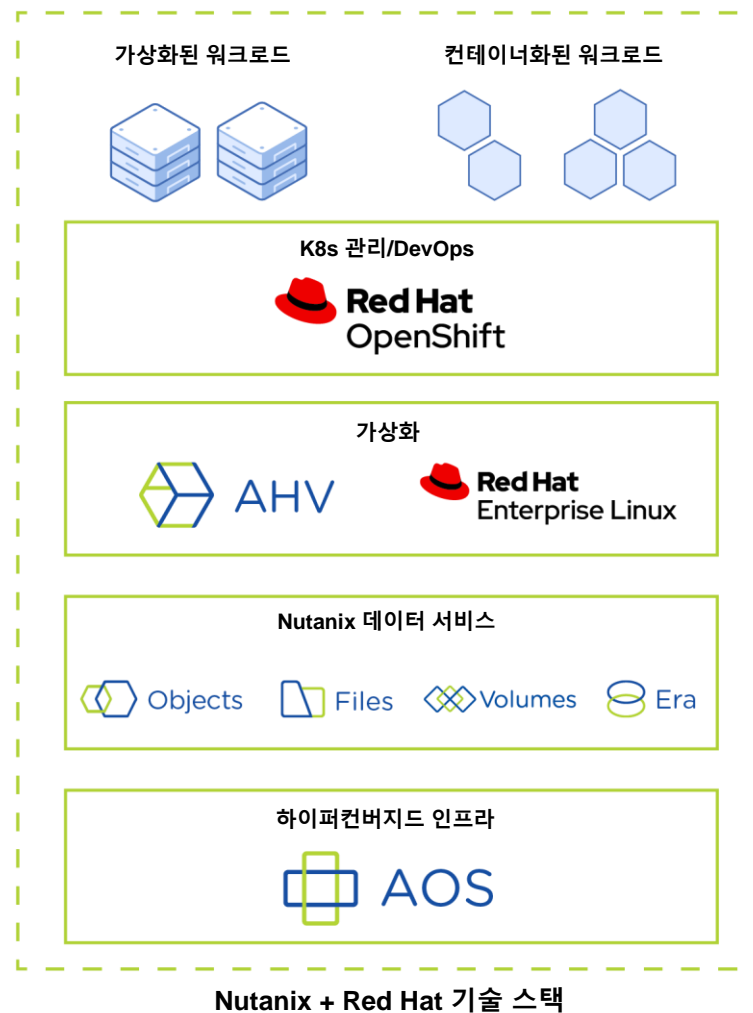 가상화된 워크로드
컨테이너화된 워크로드
K8s 관리/DevOps
Red Hat
OpenShift
가상화
AHV
Red Hat
Enterprise Linux
Nutanix 데이터 서비스
Objects
Files
Volumes
Era
하이퍼컨버지드 인프라
AOS
Nutanix + Red Hat 기술 스택